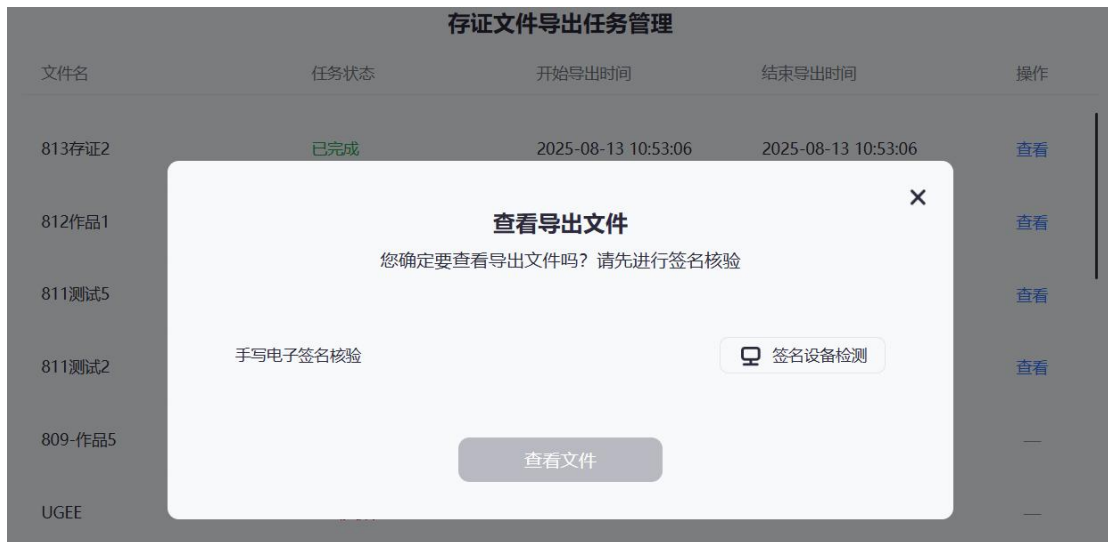 存证文件导出任务管理
文件名 任务状态 开始导出时间 结束导出时间 操作
813存证2 已完成 2025-08-13 10:53:06 2025-08-13 10:53:06 查看
812作品1 查看
查看导出文件
您确定要查看导出文件吗？请先进行签名核验
811测试5 查看
手写电子签名核验 签名设备检测
811测试2 查看
809-作品5 —
查看文件
UGEE —